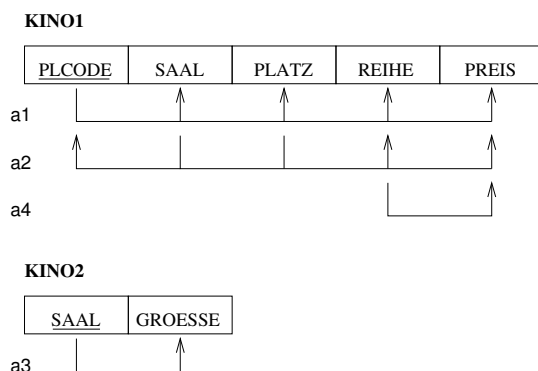 KINO1
PLCODE SAAL PLATZ REIHE PREIS
a1
a2
a4
KINO2
SAAL GROESSE
a3